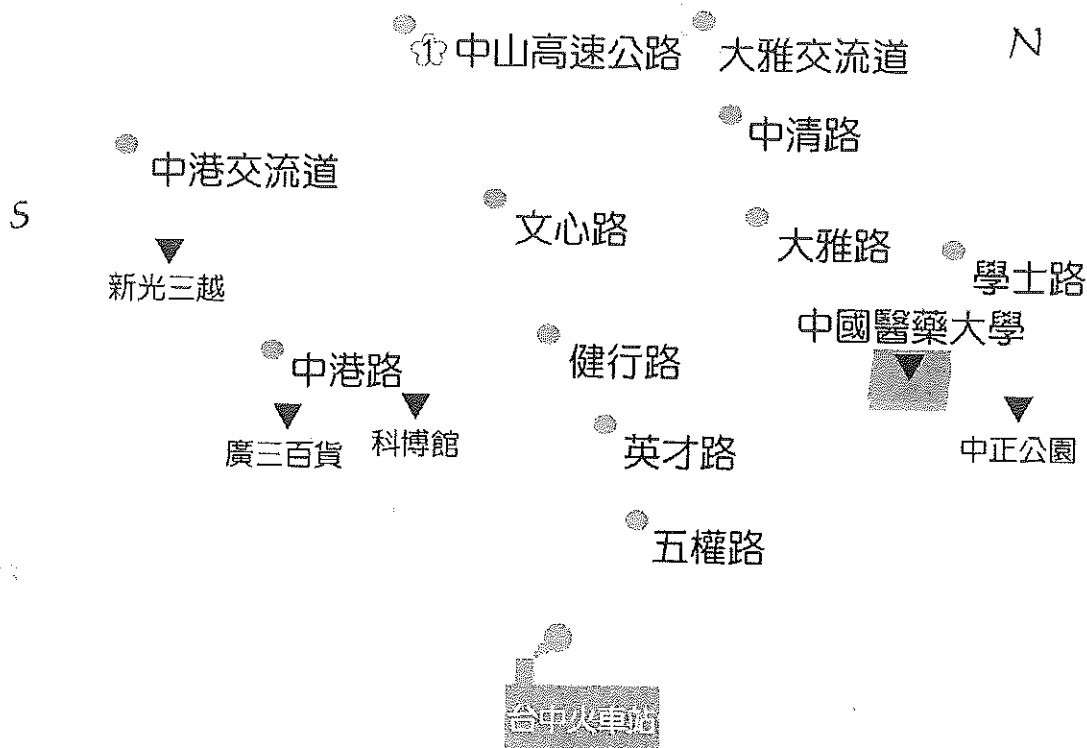 1 中山高速公路
大雅交流道
N
中清路
中港交流道
S
文心路
大雅路
學士路
新光三越
中國醫藥大學
中港路
健行路
廣三百貨
科博館
英才路
中正公園
五權路
台中火車站